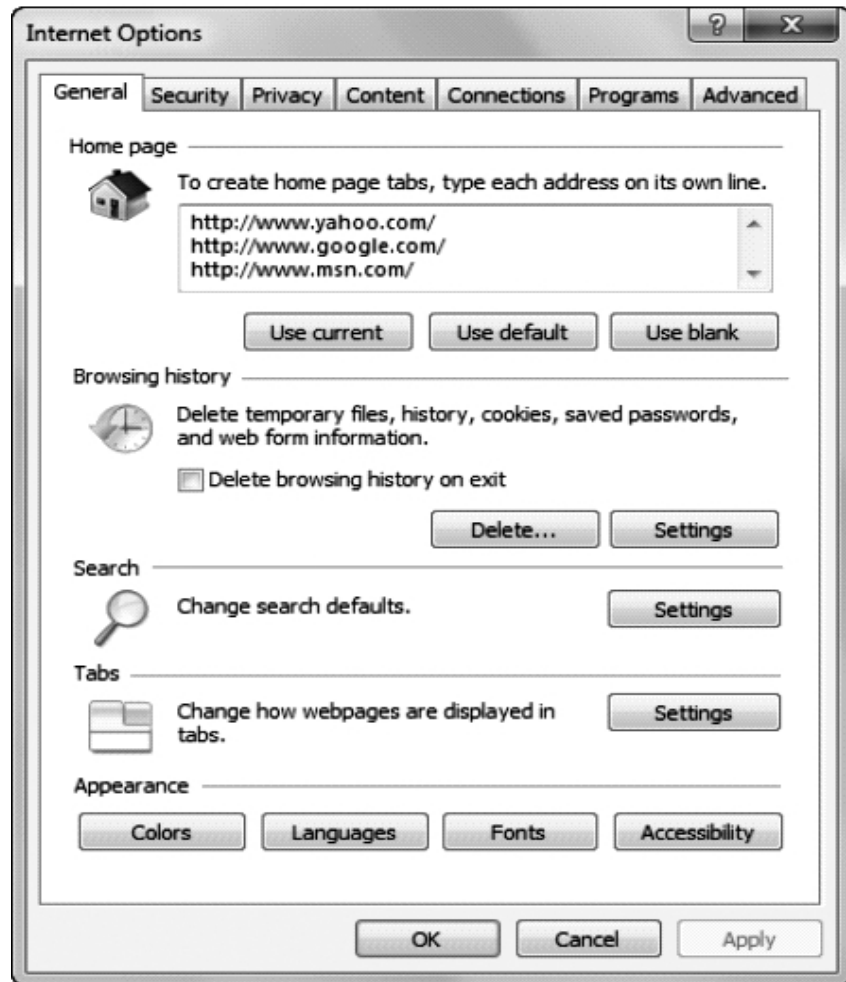 Internet Options
?
X
General Security Privacy Content Connections Programs Advanced
Home page
To create home page tabs, type each address on its own line.
http://www.yahoo.com/
http://www.google.com/
http://www.msn.com/
Use current Use default Use blank
Browsing history
Delete temporary files, history, cookies, saved passwords,
and web form information.
Delete browsing history on exit
Delete... Settings
Search
Change search defaults. Settings
Tabs
Change how webpages are displayed in
tabs.
Settings
Appearance
Colors Languages Fonts Accessibility
OK Cancel Apply